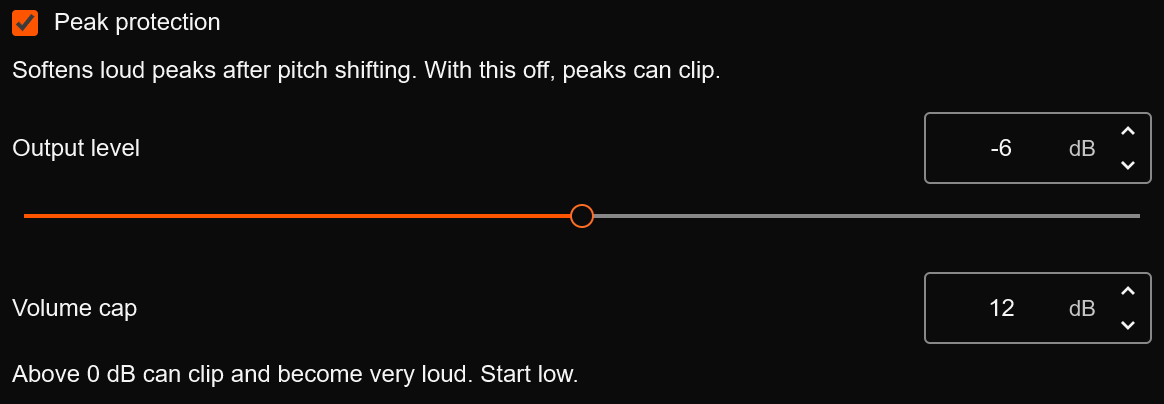 Peak protection
Softens loud peaks after pitch shifting. With this off, peaks can clip.
Output level
-6 dB
Volume cap
12 dB
Above 0 dB can clip and become very loud. Start low.